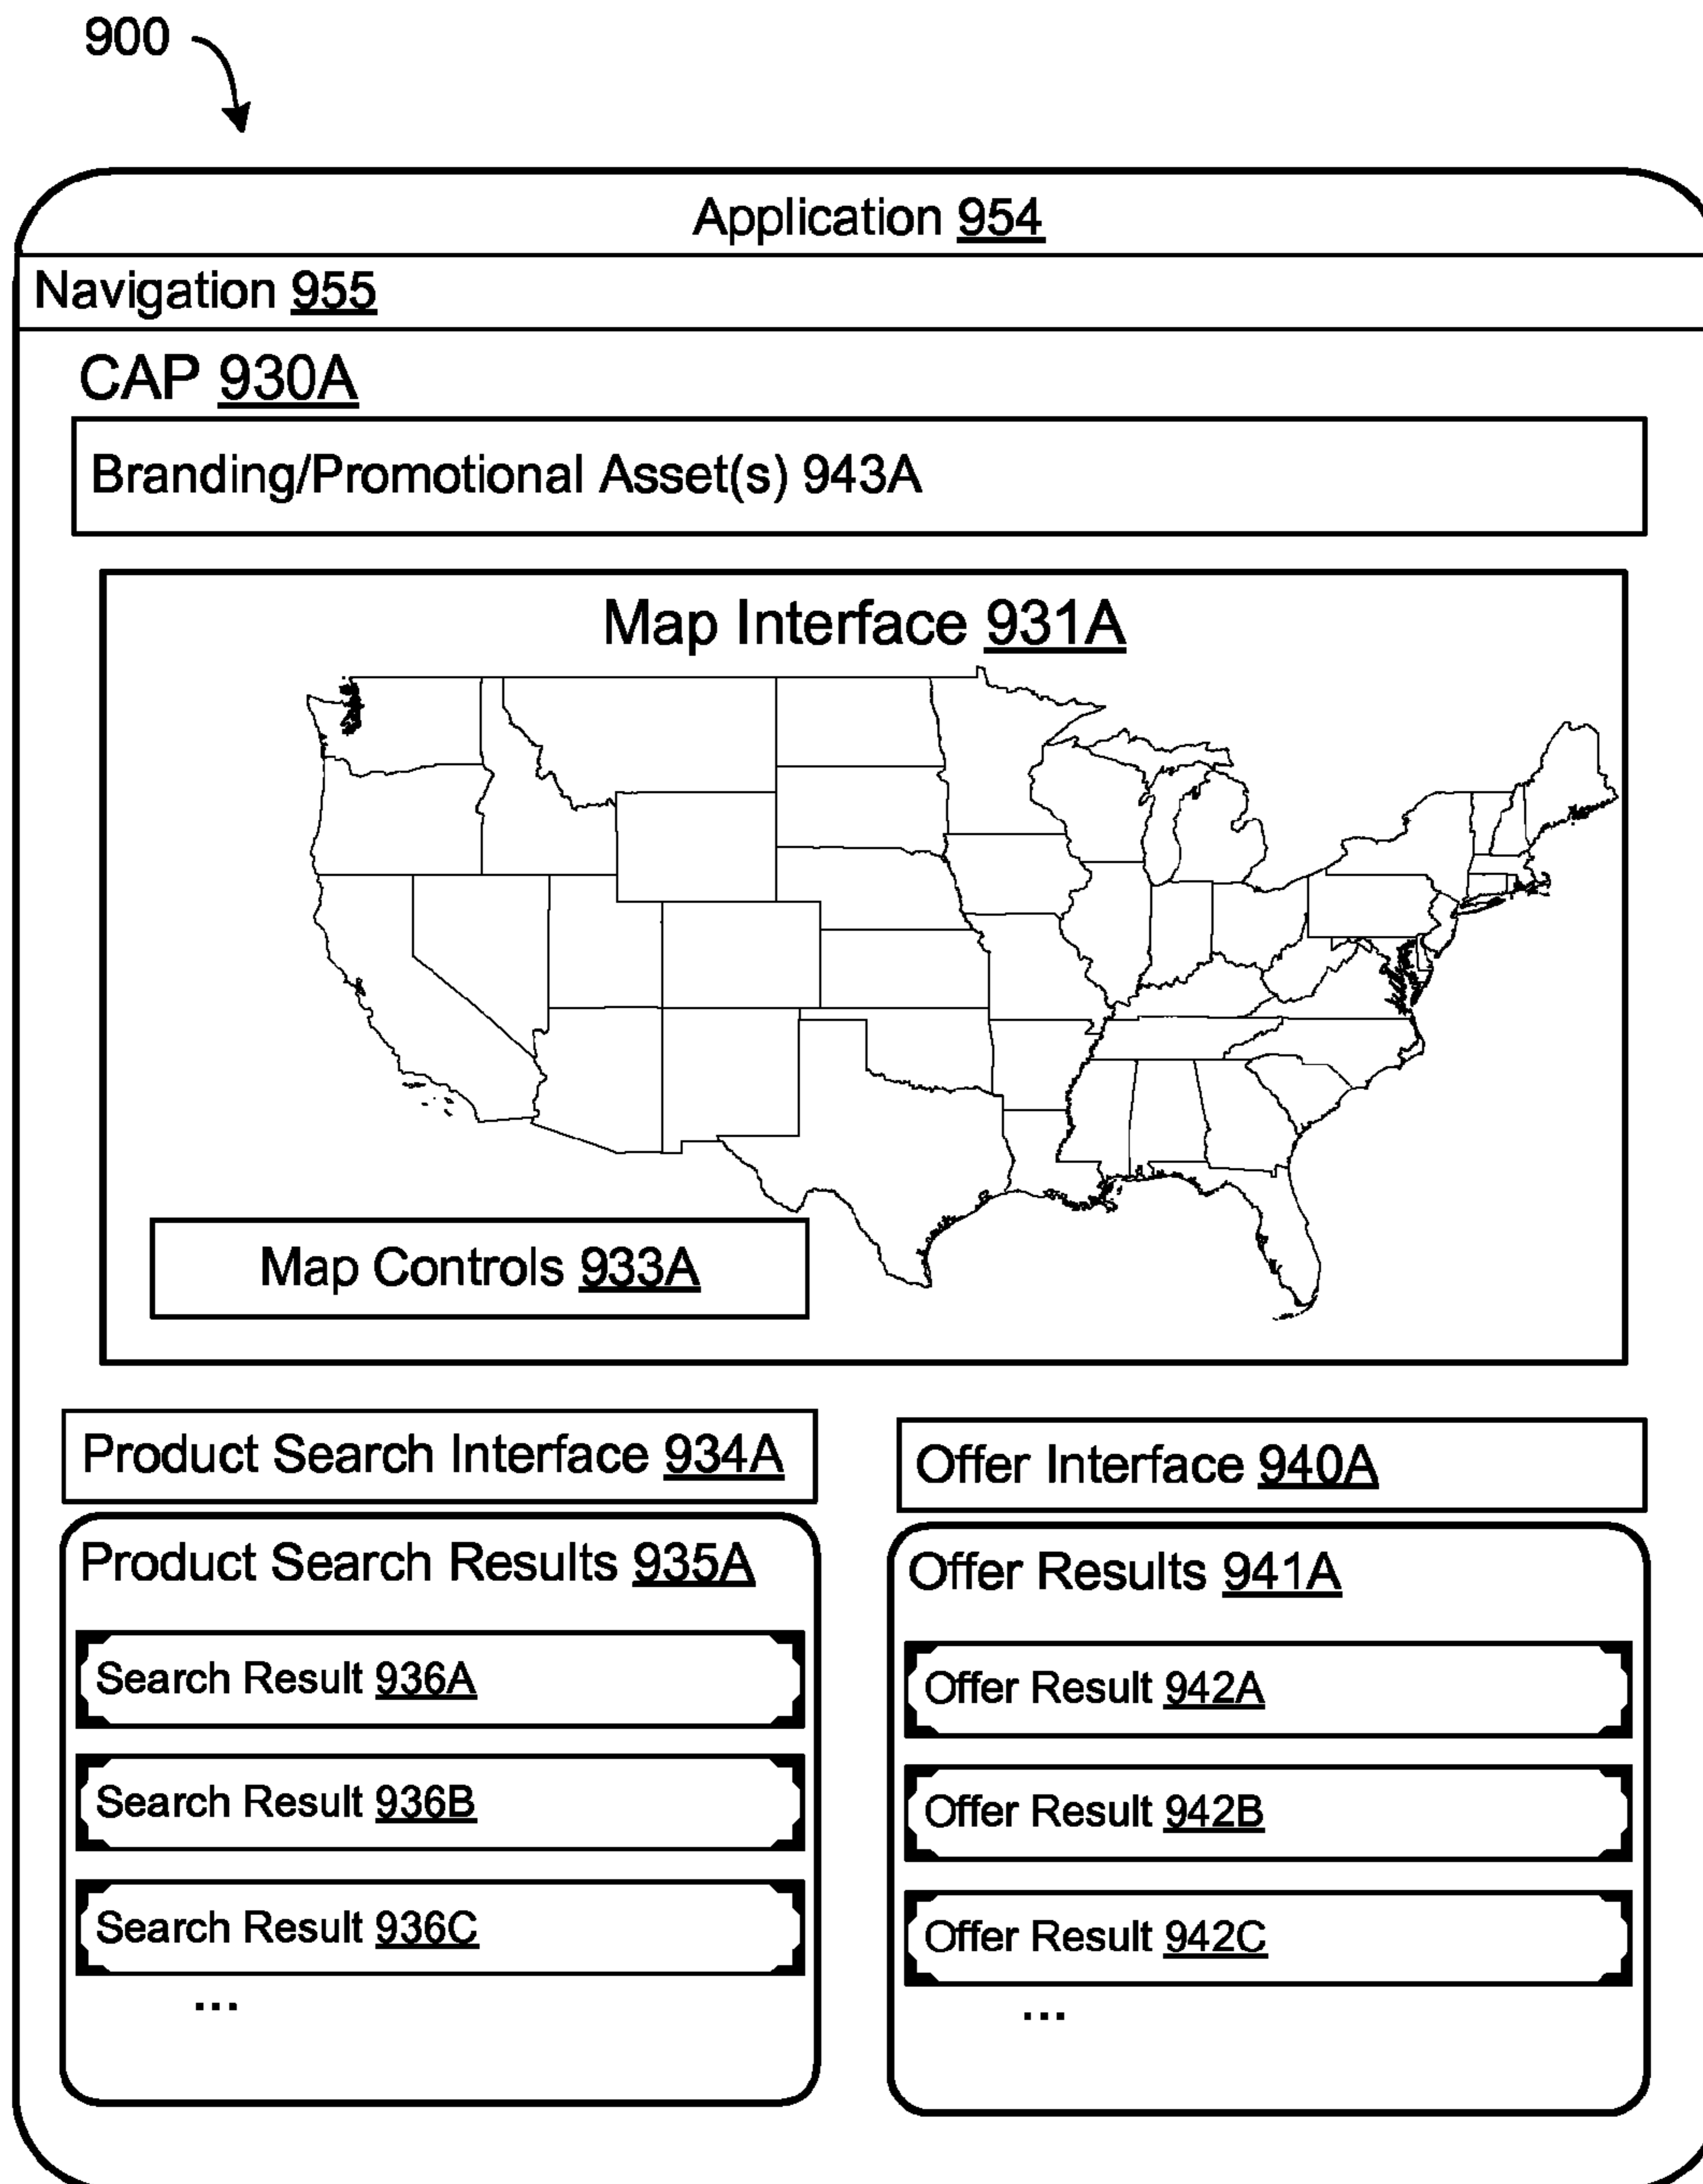 900
Application 954
Navigation 955
CAP 930A
Branding/Promotional Asset(s) 943A
Map Interface 931A
Map Controls 933A
Product Search Interface 934A
Product Search Results 935A
Search Result 936A
Search Result 936B
Search Result 936C
...
Offer Interface 940A
Offer Results 941A
Offer Result 942A
Offer Result 942B
Offer Result 942C
...